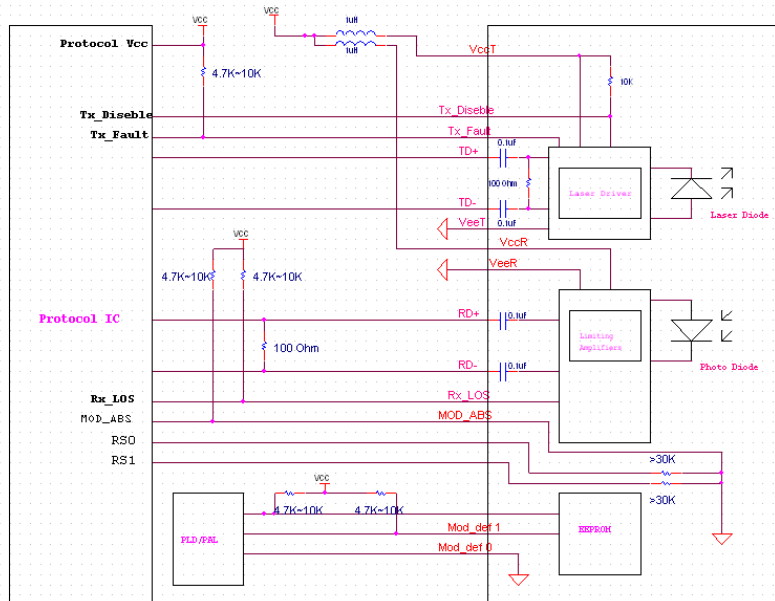 VCC
VCC
1uH
1uH
Protocol Vcc
4.7K~10K
VccT
10K
Tx_Diseble
Tx_Diseble
Tx_Fault
Tx_Fault
TD+
0.1uf
100 Ohm
Laser Driver
TD-
0.1uf
Laser Diode
VeeT
VccR
VCC
VeeR
4.7K~10K
4.7K~10K
Protocol IC
RD+
0.1uf
Limiting
Amplifiers
100 Ohm
RD-
0.1uf
Photo Diode
Rx_LOS
Rx_LOS
MOD_ABS
MOD_ABS
RS0
RS1
>30K
>30K
VCC
4.7K~10K
4.7K~10K
PLD/PAL
Mod_def 1
EEPROM
Mod_def 0